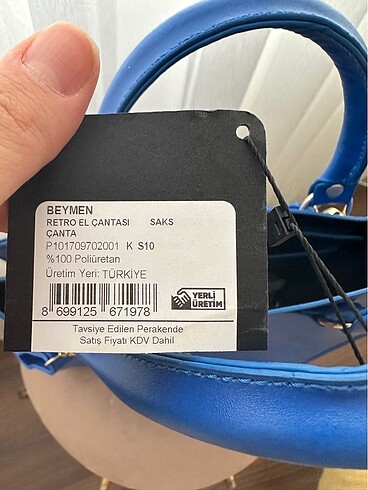 BEYMEN
RETRO EL ÇANTASI SAKS
ÇANTA
P101709702001 K S10
%100 Poliüretan
Üretim Yeri: TÜRKİYE
YERLİ
ÜRETİM
8 699125 671978
Tavsiye Edilen Perakende
Satış Fiyatı KDV Dahil